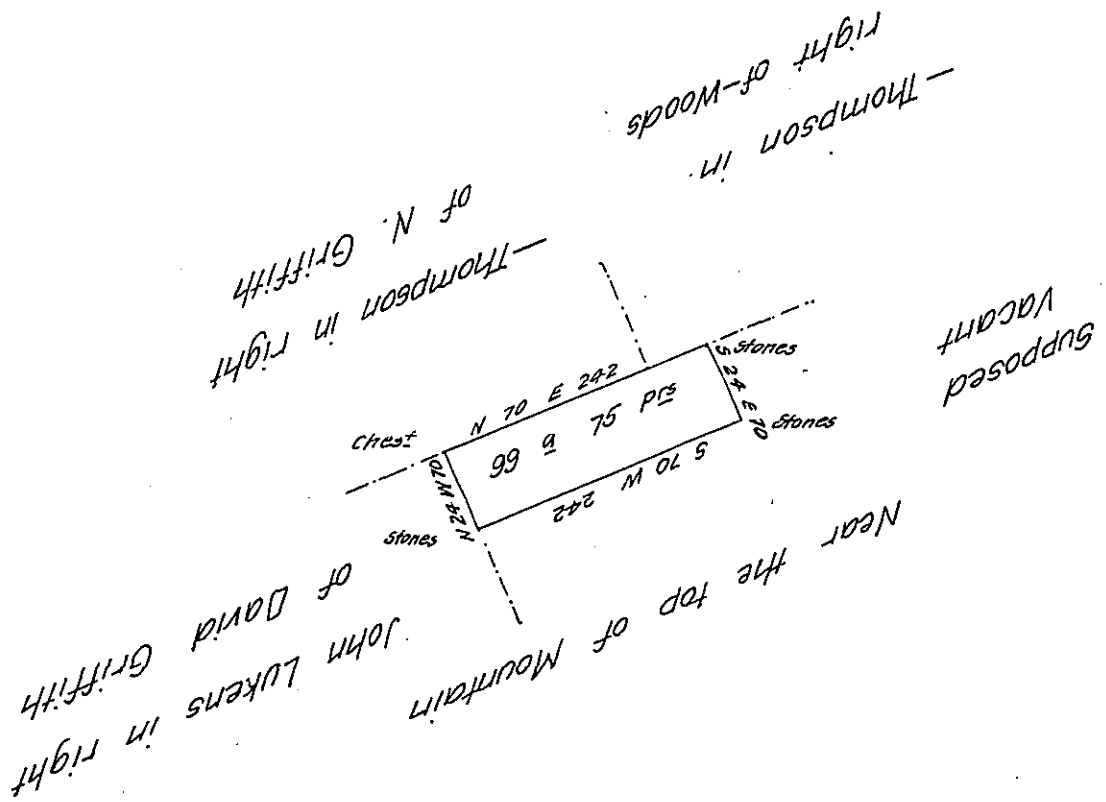 —Thompson in
right of—Woods
—Thompson in right
of N. Griffith
Supposed
Vacant
Chest
N 70 E 242
Stones
S 24 E 70
Stones
99 a 75 prs
S 70 W 242
N 24 W 70
Stones
Near the top of Mountain
John Lukens in right
of David Griffith